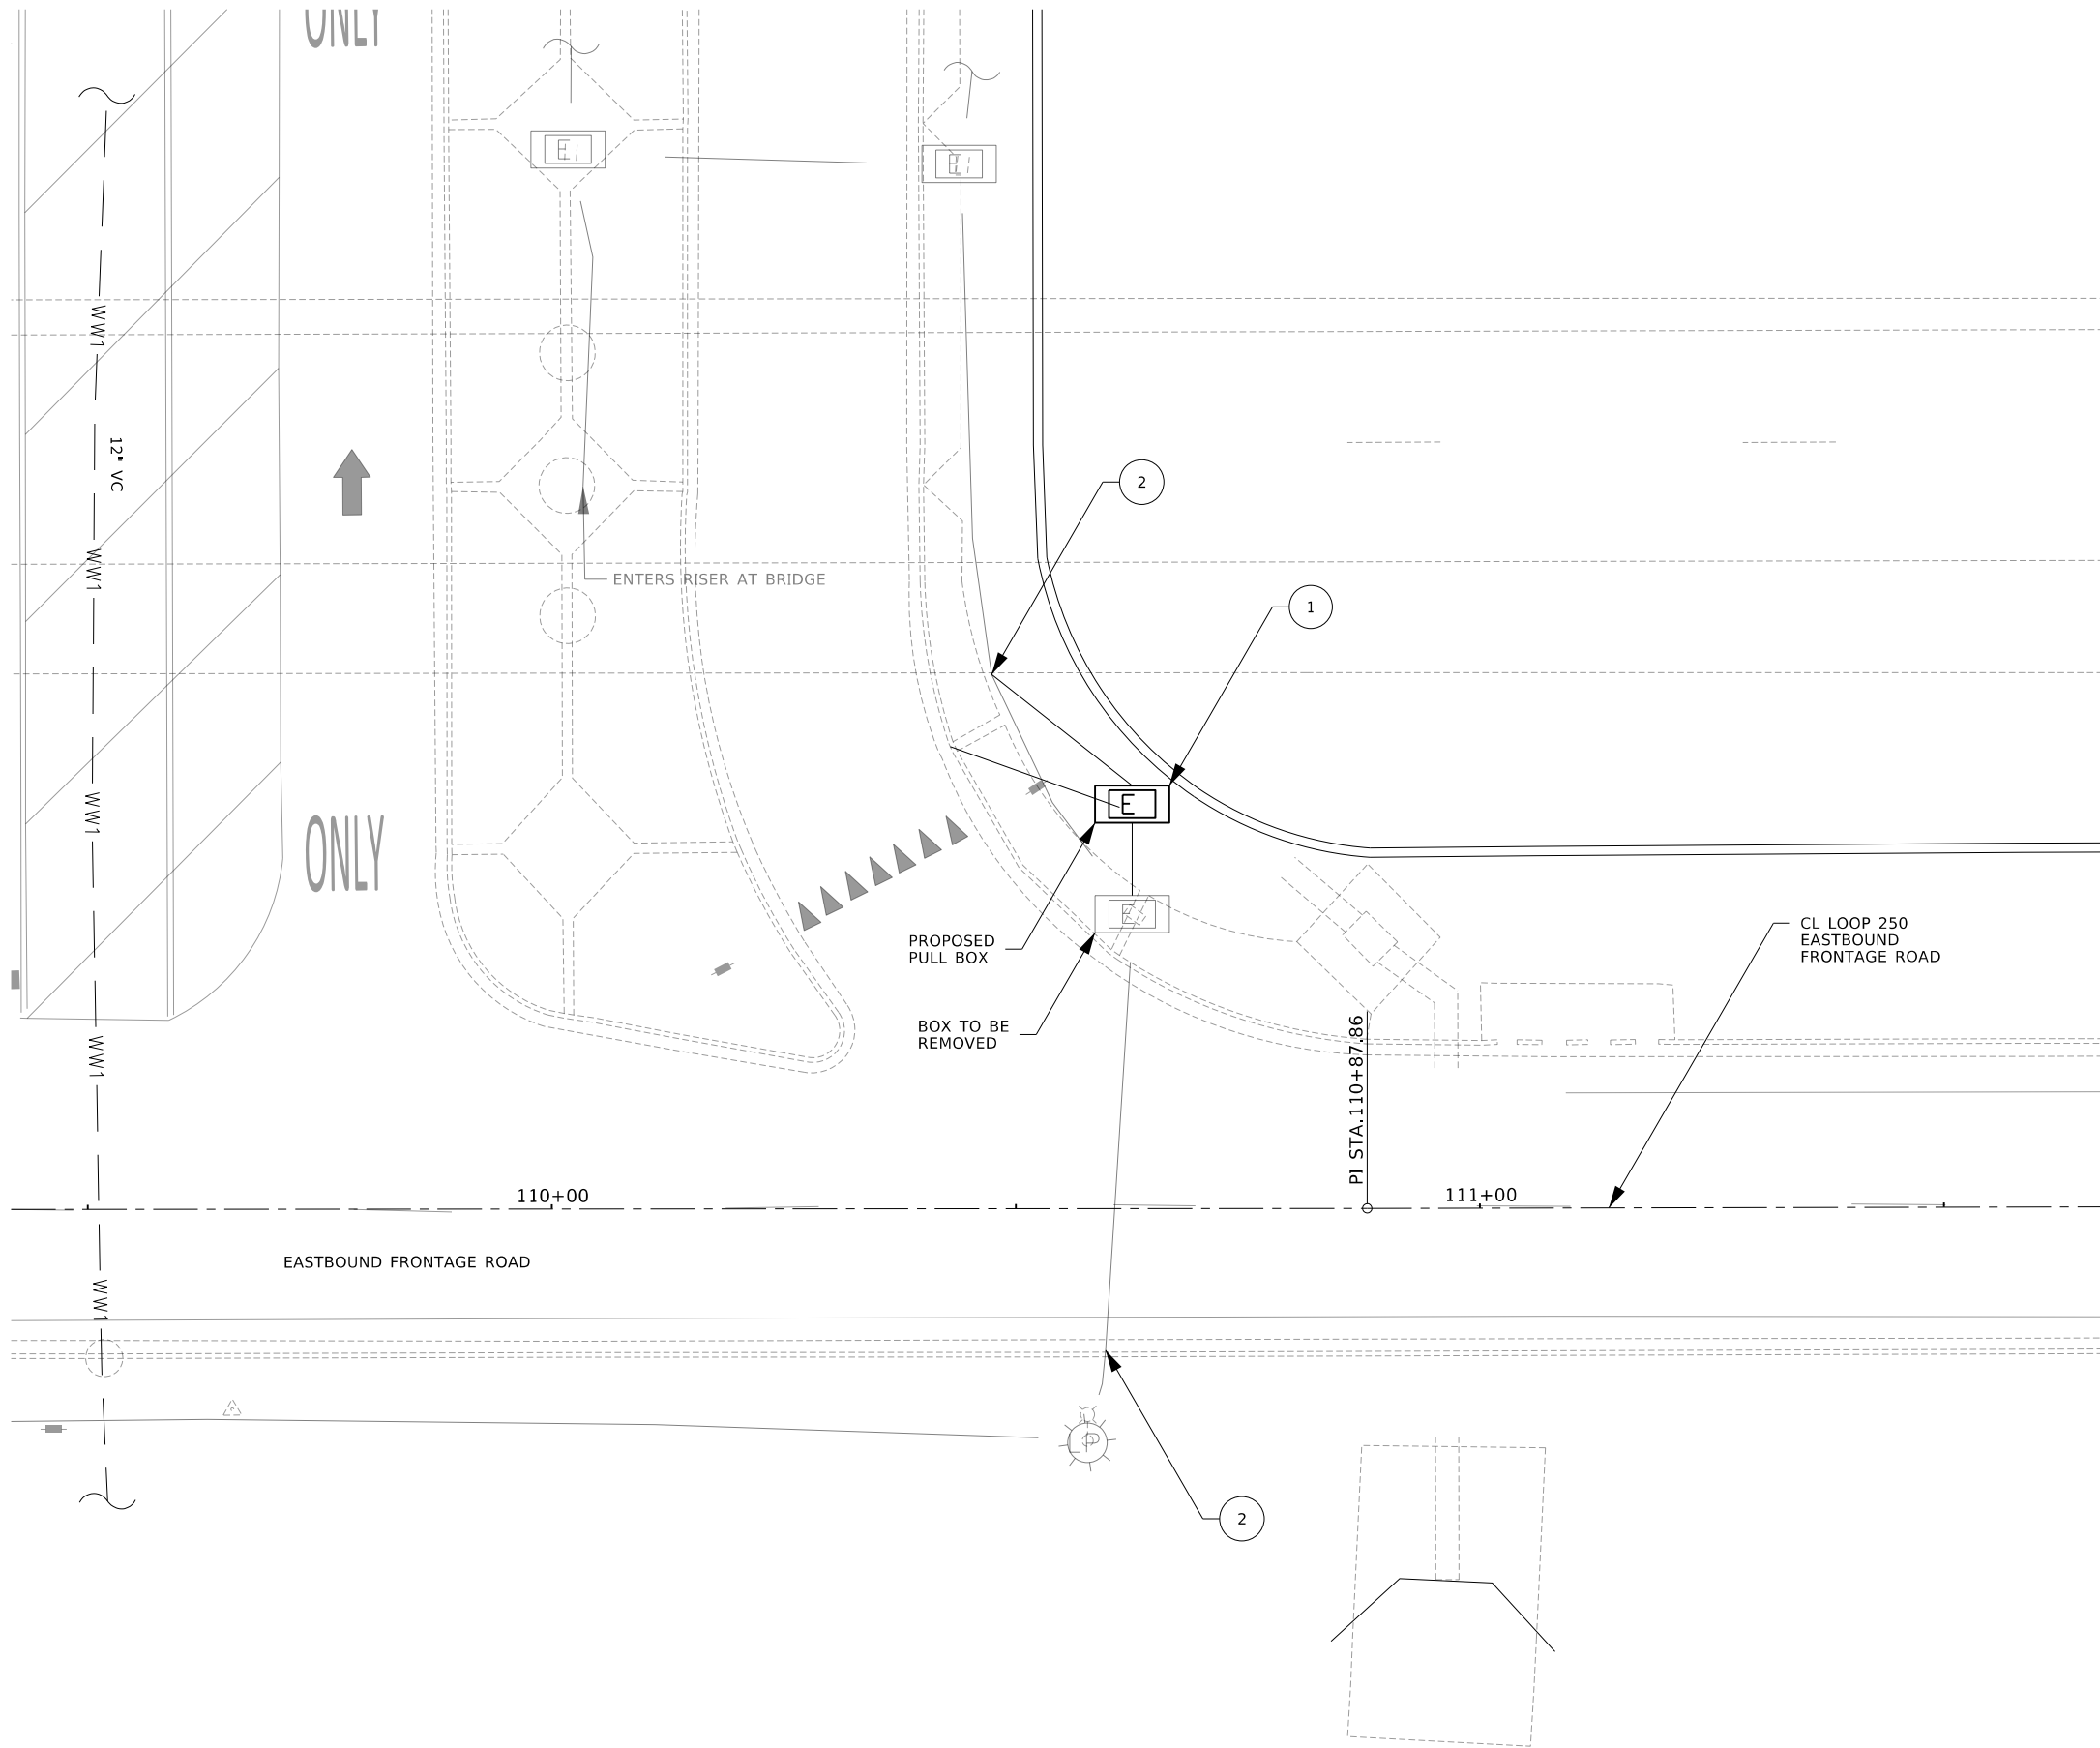 ONLY
E
E
WW1
12" VC
2
WW1
ENTERS RISER AT BRIDGE
1
WW1
ONLY
E
E
PROPOSED
PULL BOX
CL LOOP 250
EASTBOUND
FRONTAGE ROAD
BOX TO BE
REMOVED
WW1
PI STA.110+87.86
110+00
111+00
EASTBOUND FRONTAGE ROAD
WW1
LP
2